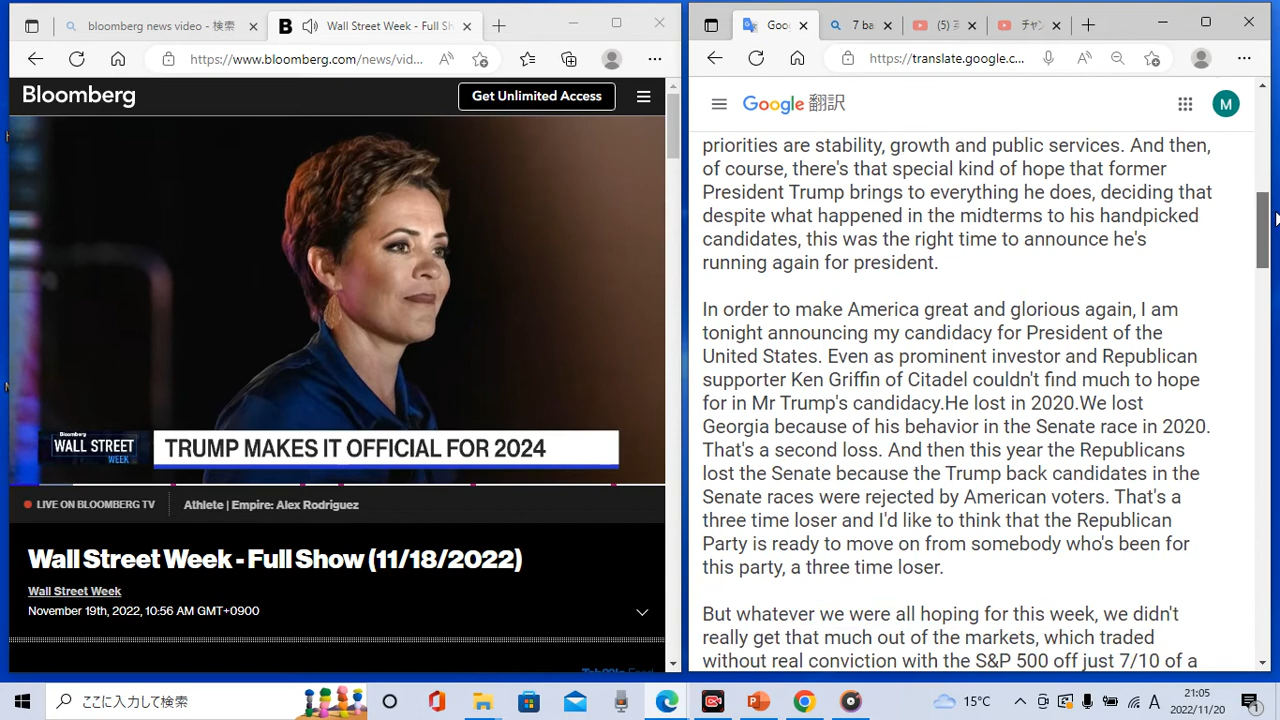 bloomberg news video - 検索
Wall Street Week - Full Sh
https://www.bloomberg.com/news/vid...
Bloomberg
Get Unlimited Access
Bloomberg
WALL STREET
WEEK
TRUMP MAKES IT OFFICIAL FOR 2024
LIVE ON BLOOMBERG TV
Athlete | Empire: Alex Rodriguez
Wall Street Week - Full Show (11/18/2022)
Wall Street Week
November 19th, 2022, 10:56 AM GMT+0900
Goo
7 ba
(5)
チャン
https://translate.google.c...
Google 翻訳
M
priorities are stability, growth and public services. And then,
of course, there's that special kind of hope that former
President Trump brings to everything he does, deciding that
despite what happened in the midterms to his handpicked
candidates, this was the right time to announce he's
running again for president.
In order to make America great and glorious again, I am
tonight announcing my candidacy for President of the
United States. Even as prominent investor and Republican
supporter Ken Griffin of Citadel couldn't find much to hope
for in Mr Trump's candidacy.He lost in 2020.We lost
Georgia because of his behavior in the Senate race in 2020.
That's a second loss. And then this year the Republicans
lost the Senate because the Trump back candidates in the
Senate races were rejected by American voters. That's a
three time loser and I'd like to think that the Republican
Party is ready to move on from somebody who's been for
this party, a three time loser.
But whatever we were all hoping for this week, we didn't
really get that much out of the markets, which traded
without real conviction with the S&P 500 off just 7/10 of a
ここに入力して検索
15°C
A
21:05
2022/11/20
1